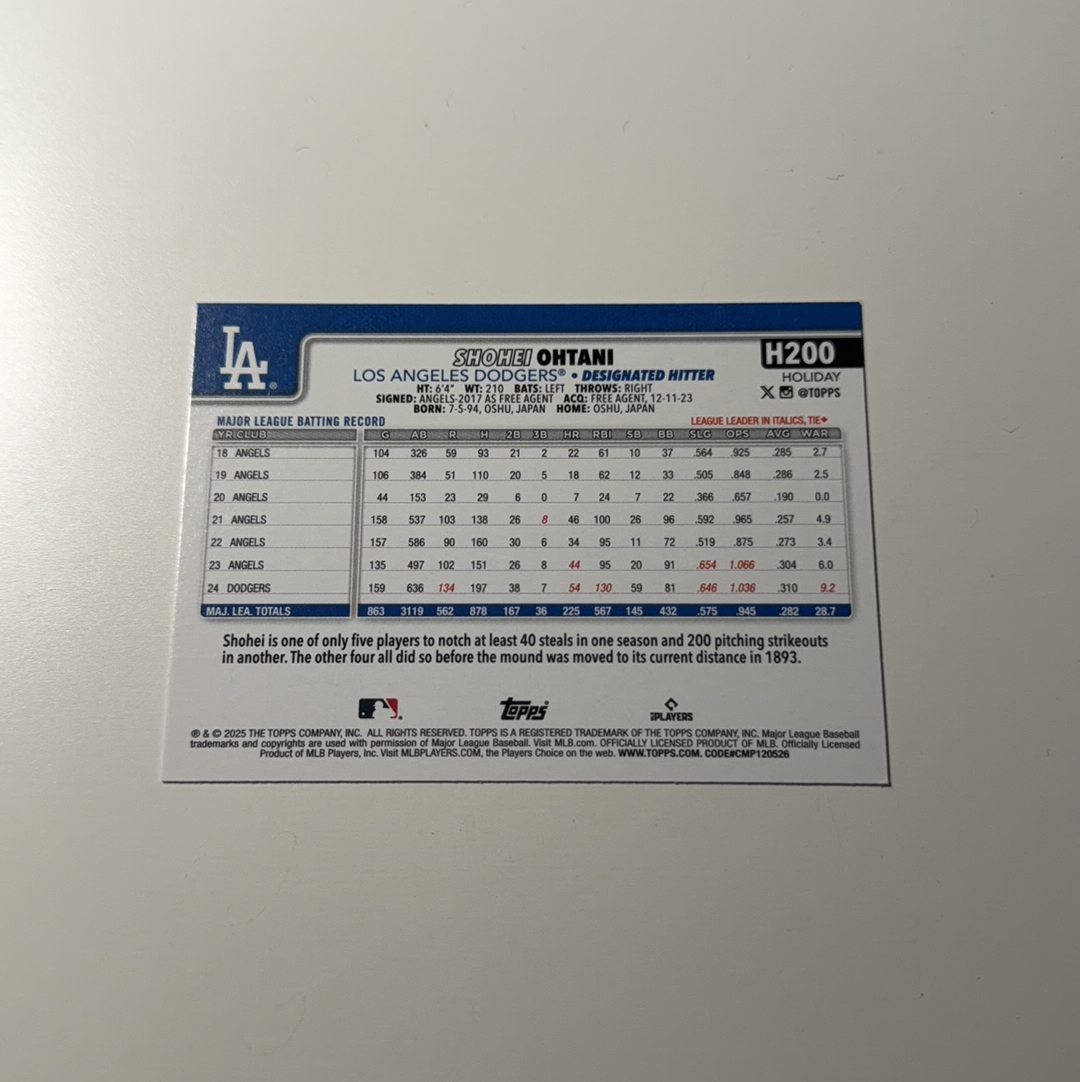 LA®
SHOHEI OHTANI
H200
LOS ANGELES DODGERS® • DESIGNATED HITTER
HOLIDAY
HT: 6'4" WT: 210 BATS: LEFT THROWS: RIGHT
X @TOPPS
SIGNED: ANGELS-2017 AS FREE AGENT ACQ: FREE AGENT, 12-11-23
BORN: 7-5-94, OSHU, JAPAN HOME: OSHU, JAPAN
MAJOR LEAGUE BATTING RECORD LEAGUE LEADER IN ITALICS, TIE♦
YR CLUB G AB R H 2B 3B HR RBI SB BB SLG OPS AVG WAR
18 ANGELS 104 326 59 93 21 2 22 61 10 37 .564 .925 .285 2.7
19 ANGELS 106 384 51 110 20 5 18 62 12 33 .505 .848 .286 2.5
20 ANGELS 44 153 23 29 6 0 7 24 7 22 .366 .657 .190 0.0
21 ANGELS 158 537 103 138 26 8 46 100 26 96 .592 .965 .257 4.9
22 ANGELS 157 586 90 160 30 6 34 95 11 72 .519 .875 .273 3.4
23 ANGELS 135 497 102 151 26 8 44 95 20 91 .654 1.066 .304 6.0
24 DODGERS 159 636 134 197 38 7 54 130 59 81 .646 1.036 .310 9.2
MAJ. LEA. TOTALS 863 3119 562 878 167 36 225 567 145 432 .575 .945 .282 28.7
Shohei is one of only five players to notch at least 40 steals in one season and 200 pitching strikeouts
in another. The other four all did so before the mound was moved to its current distance in 1893.
Topps
PLAYERS
® & © 2025 THE TOPPS COMPANY, INC. ALL RIGHTS RESERVED. TOPPS IS A REGISTERED TRADEMARK OF THE TOPPS COMPANY, INC. Major League Baseball
trademarks and copyrights are used with permission of Major League Baseball. Visit MLB.com. OFFICIALLY LICENSED PRODUCT OF MLB. Officially Licensed
Product of MLB Players, Inc. Visit MLBPLAYERS.COM, the Players Choice on the web. WWW.TOPPS.COM. CODE#CMP120526